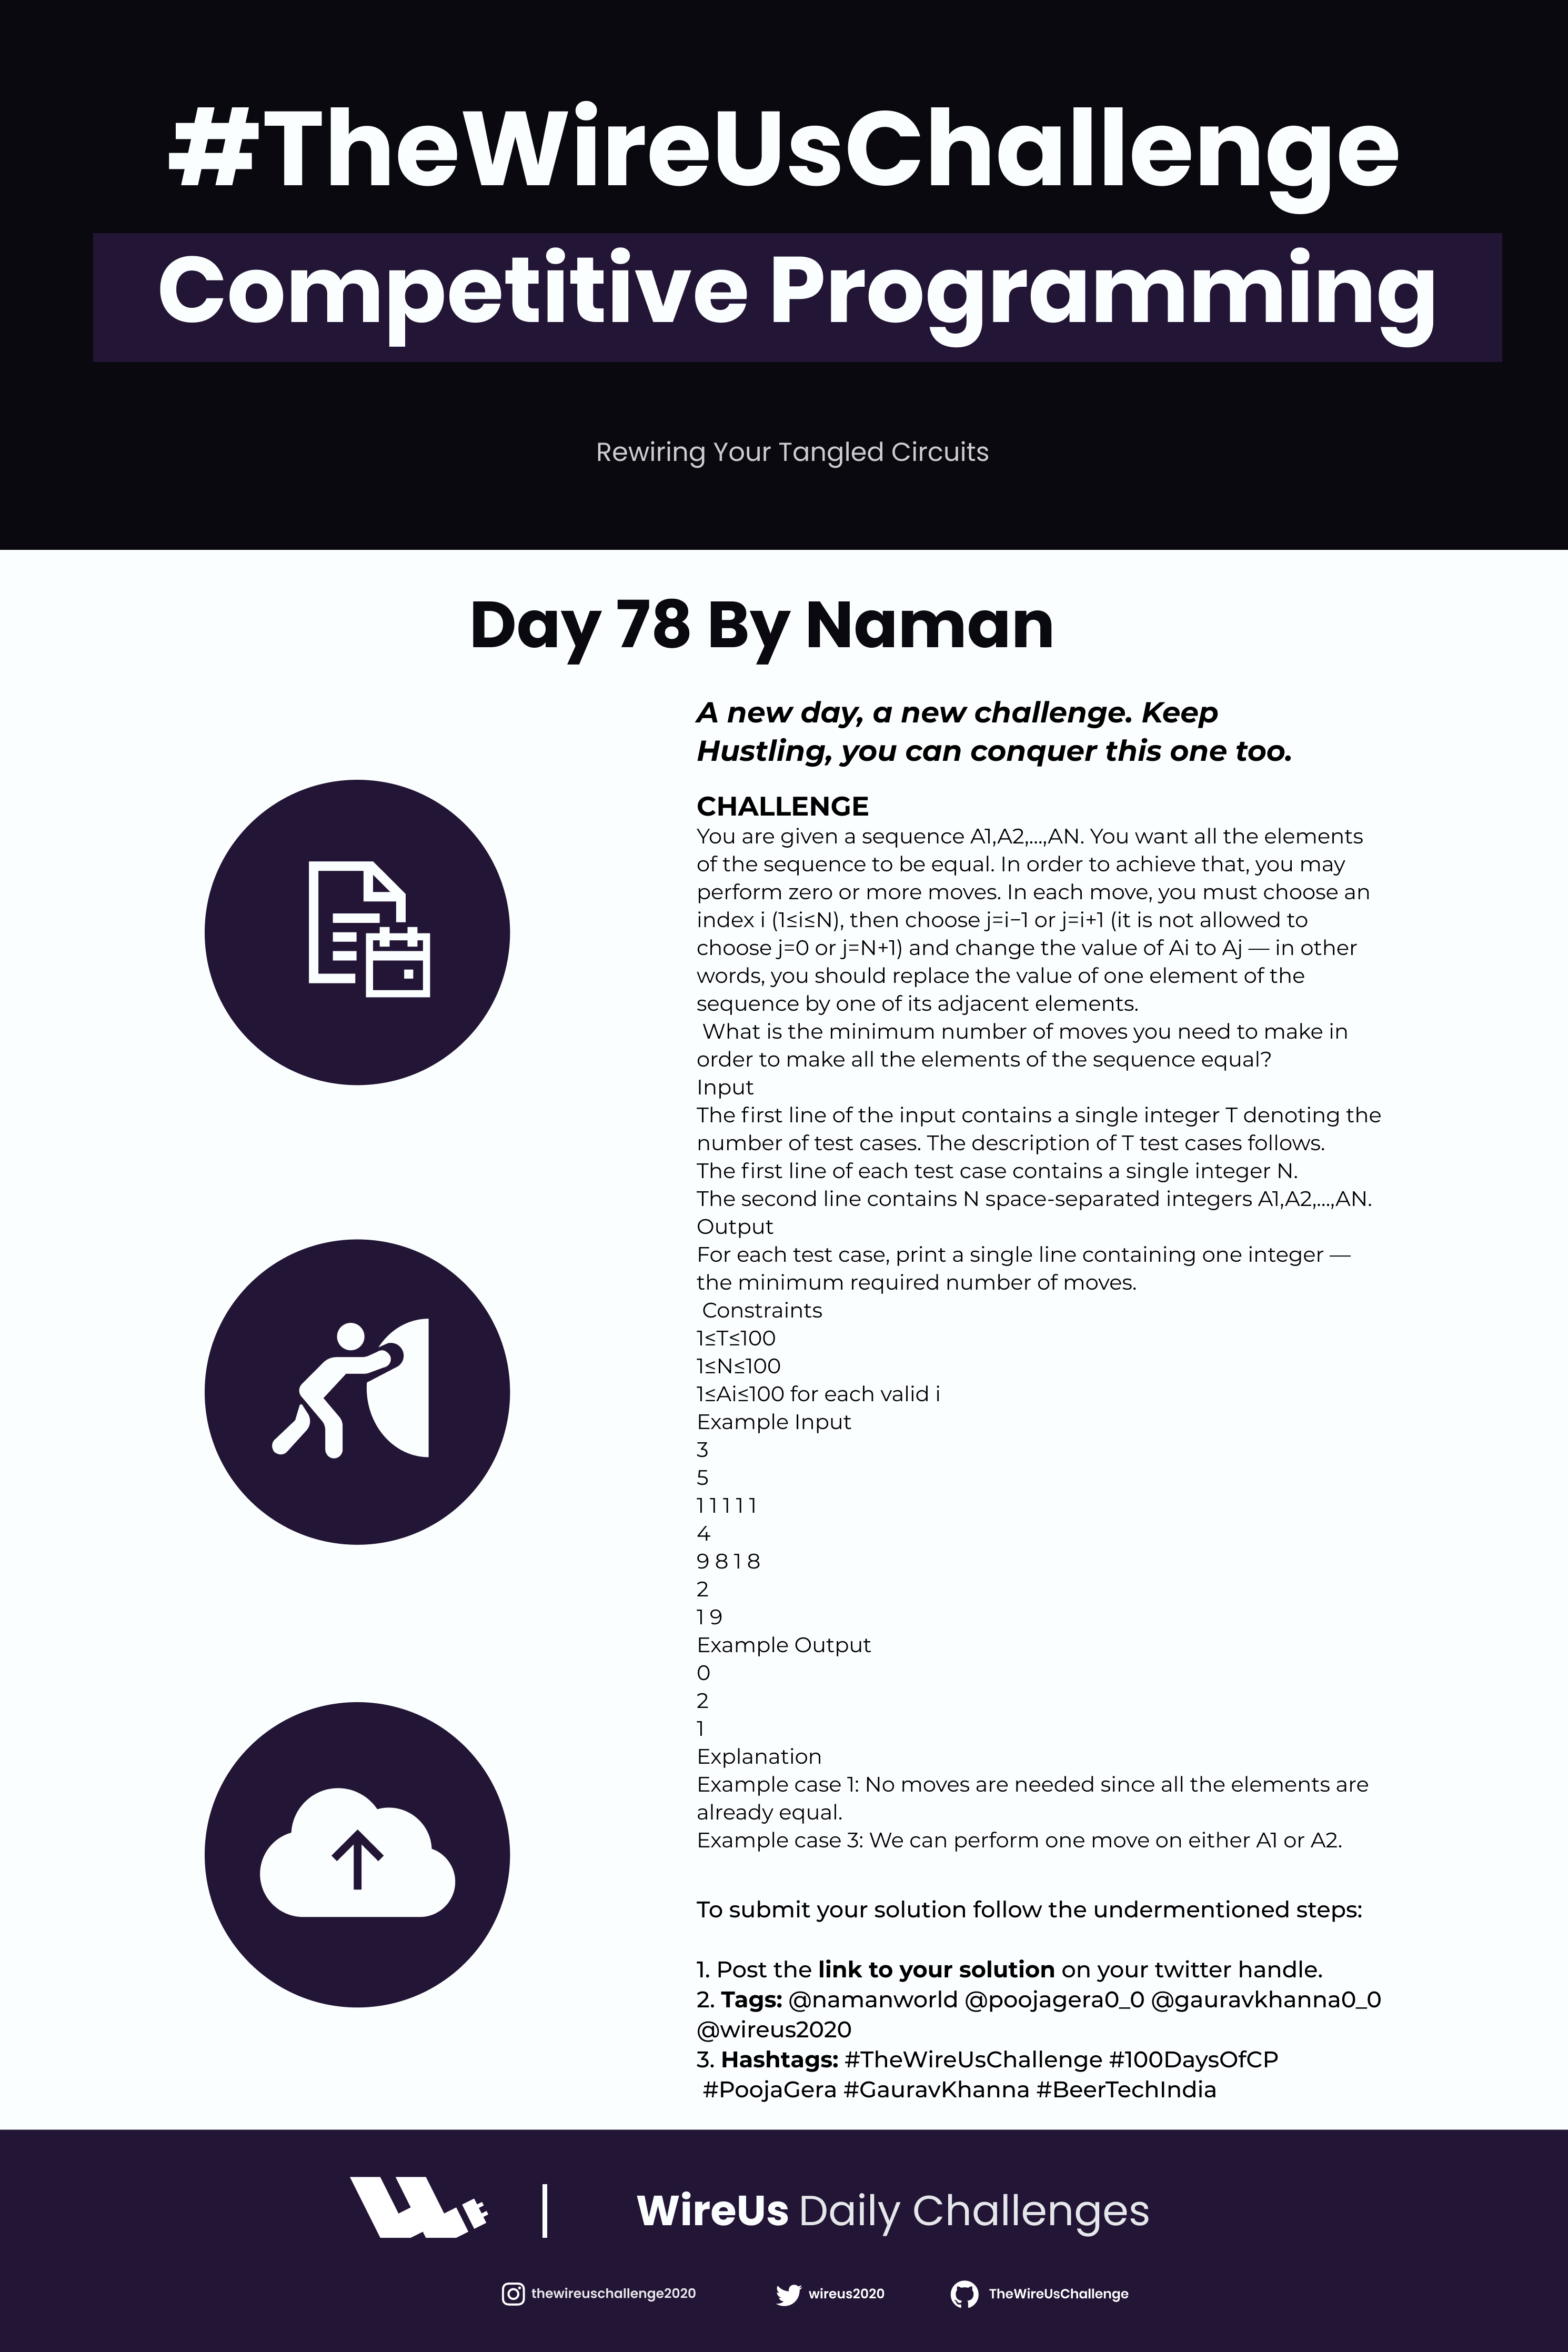 #TheWireUsChallenge
Competitive Programming
Rewiring Your Tangled Circuits
Day 78 By Naman
A new day, a new challenge. Keep
Hustling, you can conquer this one too.
CHALLENGE
You are given a sequence A1,A2,...,AN. You want all the elements
of the sequence to be equal. In order to achieve that, you may
perform zero or more moves. In each move, you must choose an
index i (1≤i≤N), then choose j=i−1 or j=i+1 (it is not allowed to
choose j=0 or j=N+1) and change the value of Ai to Aj — in other
words, you should replace the value of one element of the
sequence by one of its adjacent elements.
What is the minimum number of moves you need to make in
order to make all the elements of the sequence equal?
Input
The first line of the input contains a single integer T denoting the
number of test cases. The description of T test cases follows.
The first line of each test case contains a single integer N.
The second line contains N space-separated integers A1,A2,...,AN.
Output
For each test case, print a single line containing one integer —
the minimum required number of moves.
Constraints
1≤T≤100
1≤N≤100
1≤Ai≤100 for each valid i
Example Input
3
5
1 1 1 1 1
4
9 8 1 8
2
1 9
Example Output
0
2
1
Explanation
Example case 1: No moves are needed since all the elements are
already equal.
Example case 3: We can perform one move on either A1 or A2.
To submit your solution follow the undermentioned steps:
1. Post the link to your solution on your twitter handle.
2. Tags: @namanworld @poojagera0_0 @gauravkhanna0_0
@wireus2020
3. Hashtags: #TheWireUsChallenge #100DaysOfCP
#PoojaGera #GauravKhanna #BeerTechIndia
WireUs Daily Challenges
thewireuschallenge2020
wireus2020
TheWireUsChallenge